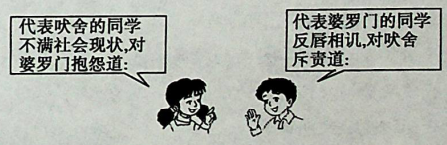 代表吠舍的同学
不满社会现状,对
婆罗门抱怨道:
代表婆罗门的同学
反唇相讥,对吠舍
斥责道: